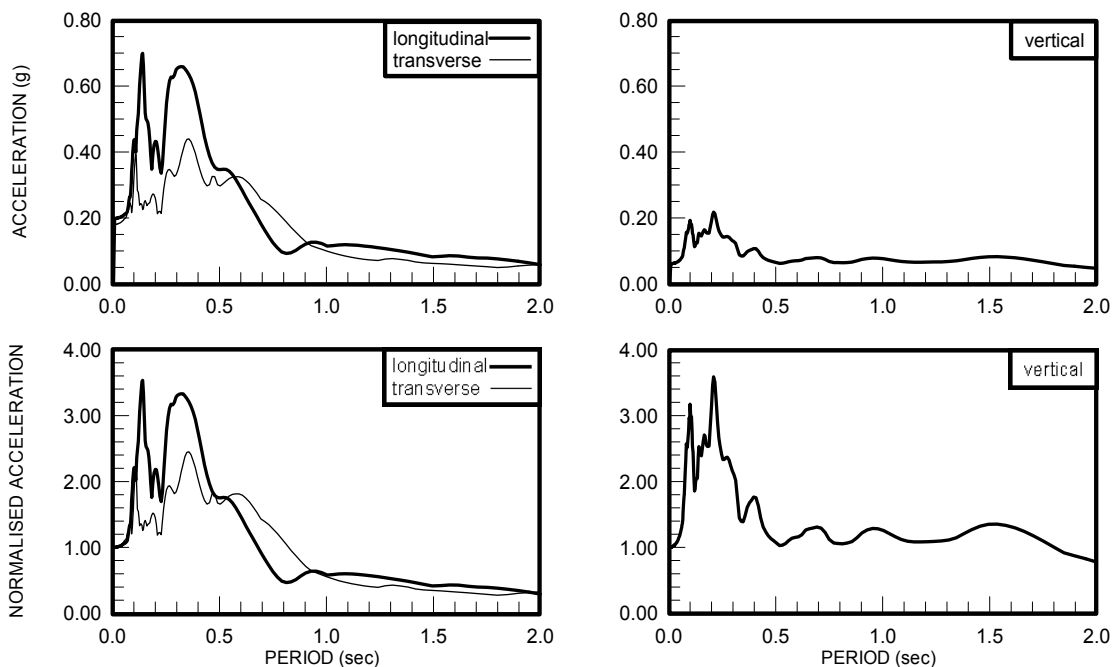 ACCELERATION (g)
0.80
0.60
0.40
0.20
0.00
longitudinal
transverse
0.0 0.5 1.0 1.5 2.0
0.80
0.60
0.40
0.20
0.00
vertical
0.0 0.5 1.0 1.5 2.0
NORMALISED ACCELERATION
4.00
3.00
2.00
1.00
0.00
longitudinal
transverse
0.0 0.5 1.0 1.5 2.0
PERIOD (sec)
4.00
3.00
2.00
1.00
0.00
vertical
0.0 0.5 1.0 1.5 2.0
PERIOD (sec)